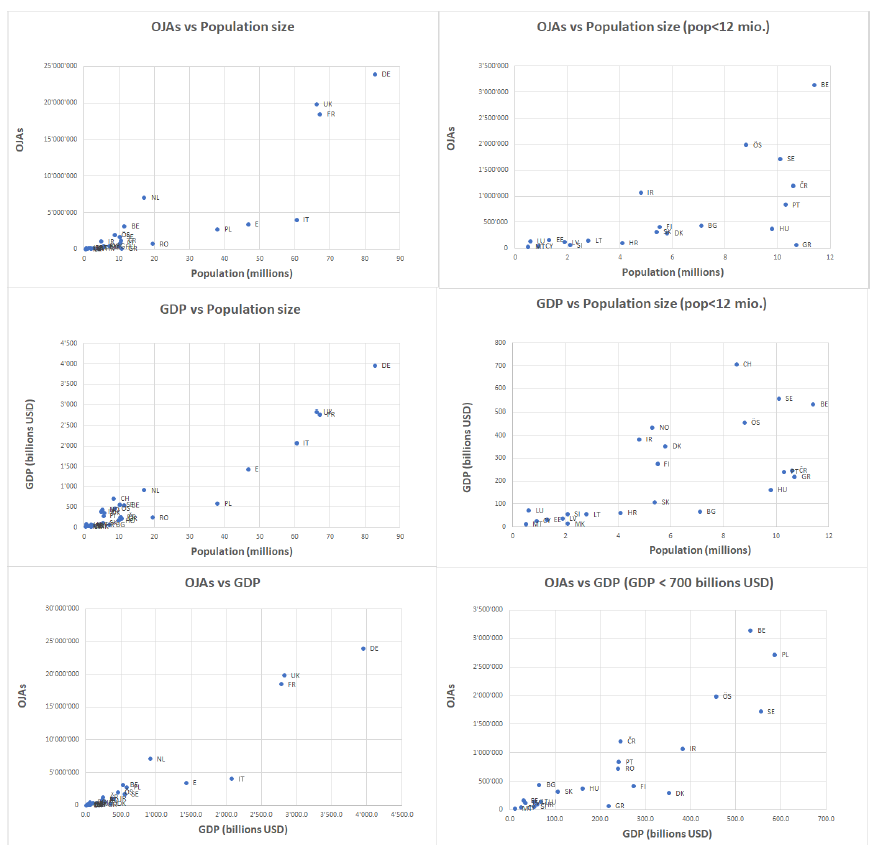 OJAs vs Population size
25'000'000
20'000'000
15'000'000
10'000'000
5'000'000
0
OJAs
DE
UK
FR
NL
IT
E
BE
PL
RO
GR
0 10 20 30 40 50 60 70 80 90
Population (millions)
OJAs vs Population size (pop<12 mio.)
3'500'000
3'000'000
2'500'000
2'000'000
1'500'000
1'000'000
500'000
0
OJAs
BE
ÖS
SE
ČR
IR
PT
BG
HU
FI
SK
DK
LU
EE
LV
LT
MT
CY
SI
HR
GR
0 2 4 6 8 10 12
Population (millions)
GDP vs Population size
4'500
4'000
3'500
3'000
2'500
2'000
1'500
1'000
500
0
GDP (billions USD)
DE
UK
FR
IT
E
NL
CH
BE
PL
RO
BG
0 10 20 30 40 50 60 70 80 90
Population (millions)
GDP vs Population size (pop<12 mio.)
800
700
600
500
400
300
200
100
0
GDP (billions USD)
CH
SE
BE
ÖS
NO
IR
DK
FI
PT
ČR
GR
HU
SK
LU
SI
LT
HR
BG
EE
LV
MT
MK
0 2 4 6 8 10 12
Population (millions)
OJAs vs GDP
30'000'000
25'000'000
20'000'000
15'000'000
10'000'000
5'000'000
0
OJAs
DE
UK
FR
NL
IT
E
BE
PL
SE
0.0 500.0 1'000.0 1'500.0 2'000.0 2'500.0 3'000.0 3'500.0 4'000.0 4'500.0
GDP (billions USD)
OJAs vs GDP (GDP < 700 billions USD)
3'500'000
3'000'000
2'500'000
2'000'000
1'500'000
1'000'000
500'000
0
OJAs
BE
PL
ÖS
SE
ČR
IR
PT
RO
BG
HU
FI
SK
DK
GR
0.0 100.0 200.0 300.0 400.0 500.0 600.0 700.0
GDP (billions USD)